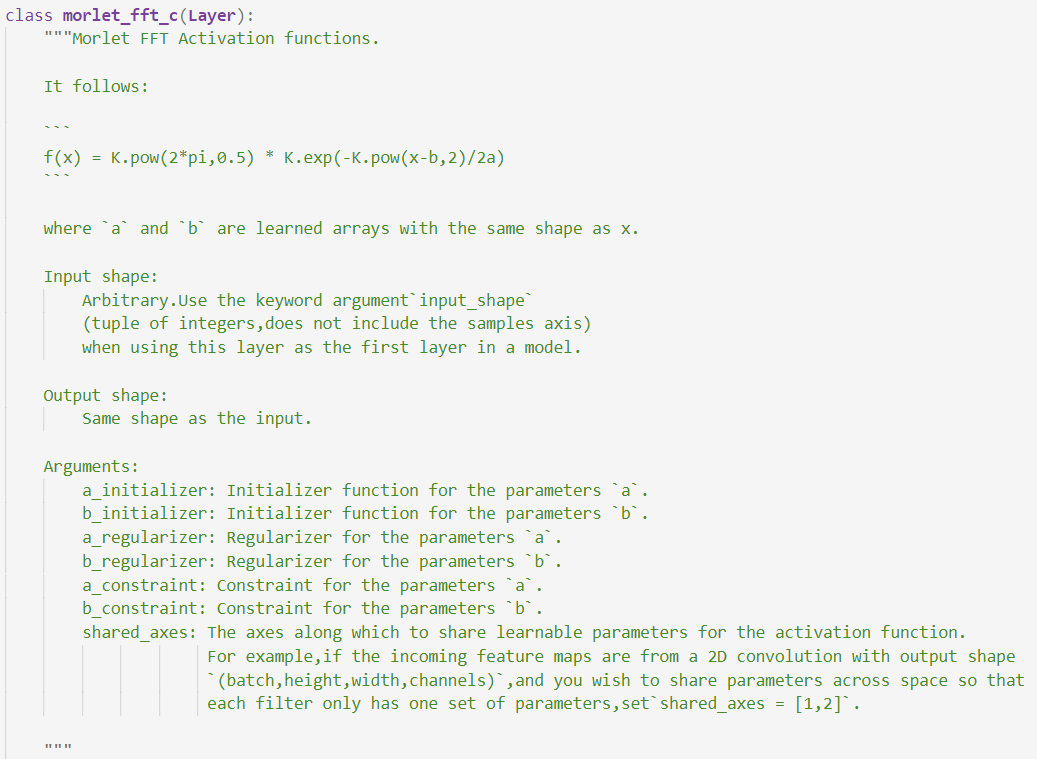 class morlet_fft_c(Layer):
"""Morlet FFT Activation functions.
It follows:
```
f(x) = K.pow(2*pi,0.5) * K.exp(-K.pow(x-b,2)/2a)
```
where `a` and `b` are learned arrays with the same shape as x.
Input shape:
Arbitrary.Use the keyword argument`input_shape`
(tuple of integers,does not include the samples axis)
when using this layer as the first layer in a model.
Output shape:
Same shape as the input.
Arguments:
a_initializer: Initializer function for the parameters `a`.
b_initializer: Initializer function for the parameters `b`.
a_regularizer: Regularizer for the parameters `a`.
b_regularizer: Regularizer for the parameters `b`.
a_constraint: Constraint for the parameters `a`.
b_constraint: Constraint for the parameters `b`.
shared_axes: The axes along which to share learnable parameters for the activation function.
For example,if the incoming feature maps are from a 2D convolution with output shape
`(batch,height,width,channels)`,and you wish to share parameters across space so that
each filter only has one set of parameters,set`shared_axes = [1,2]`.
"""